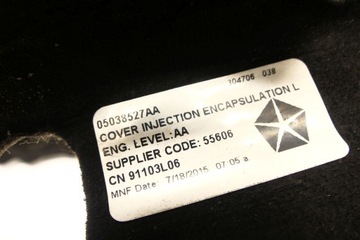 304706 038
05038527AA
COVER INJECTION ENCAPSULATION L
ENG. LEVEL:AA
SUPPLIER CODE: 55606
CN 91103L06
MNF Date 7/18/2015 07:05 a